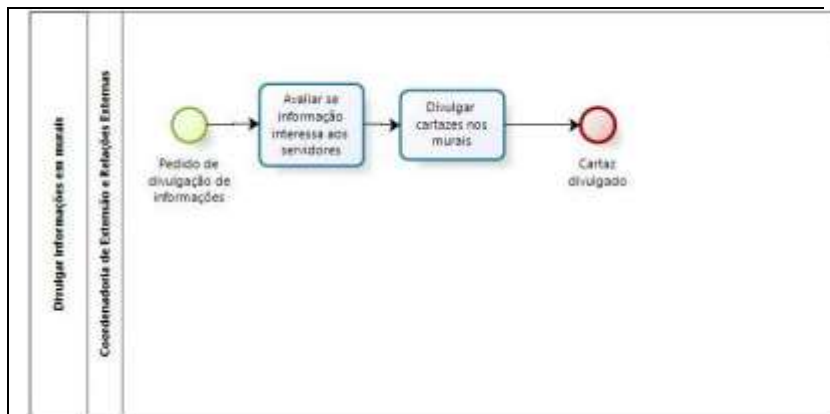 Divulgar informações em murais
Coordenadoria de Extensão e Relações Externas
Pedido de
divulgação de
informações
Avaliar se
informação
interessa aos
servidores
Divulgar
cartazes nos
murais
Cartaz
divulgado